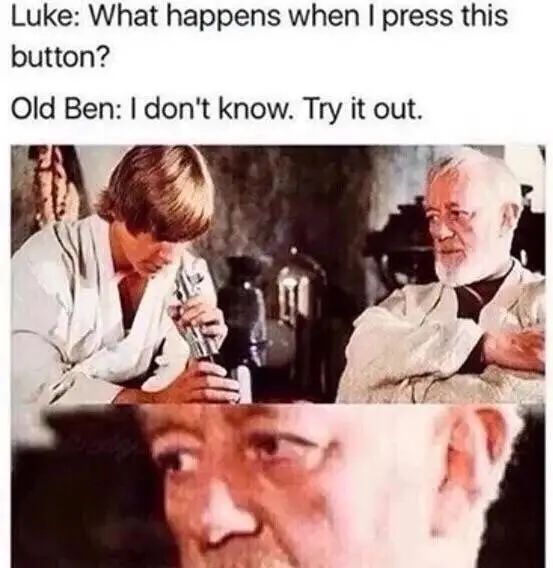 Luke: What happens when I press this
button?
Old Ben: I don't know. Try it out.